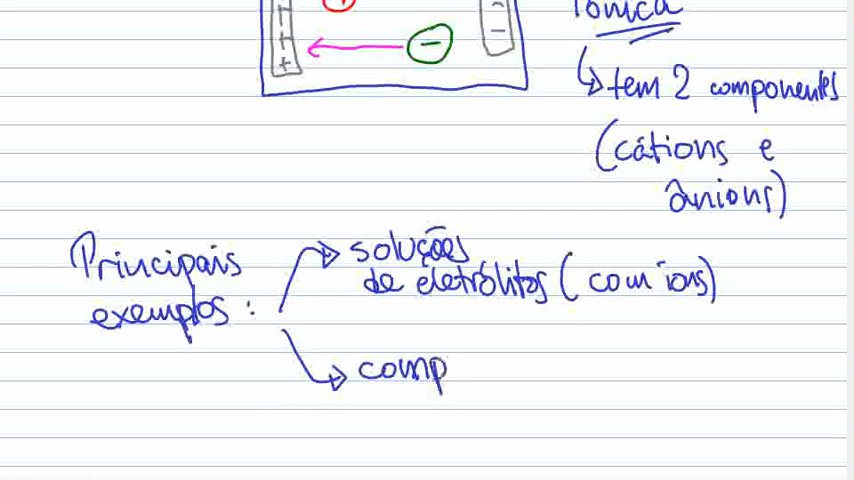 Iônica
+
-
-
+
tem 2 componentes
(cátions e
ânions)
Principais
exemplos:
soluções
de eletrólitos (com íons)
comp